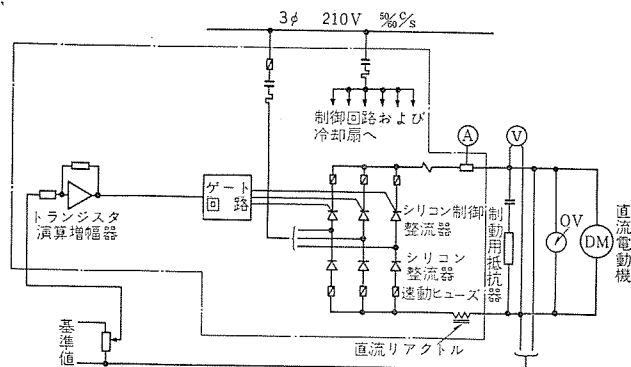 3φ 210V 50/60 C/S
制御回路および
冷却扇へ
A
V
ゲート
回路
トランジスタ
演算増幅器
シリコン制御
整流器
シリコン
整流器
速動ヒューズ
制動用抵抗器
OV
DM
直流電動機
基準値
直流リアクトル